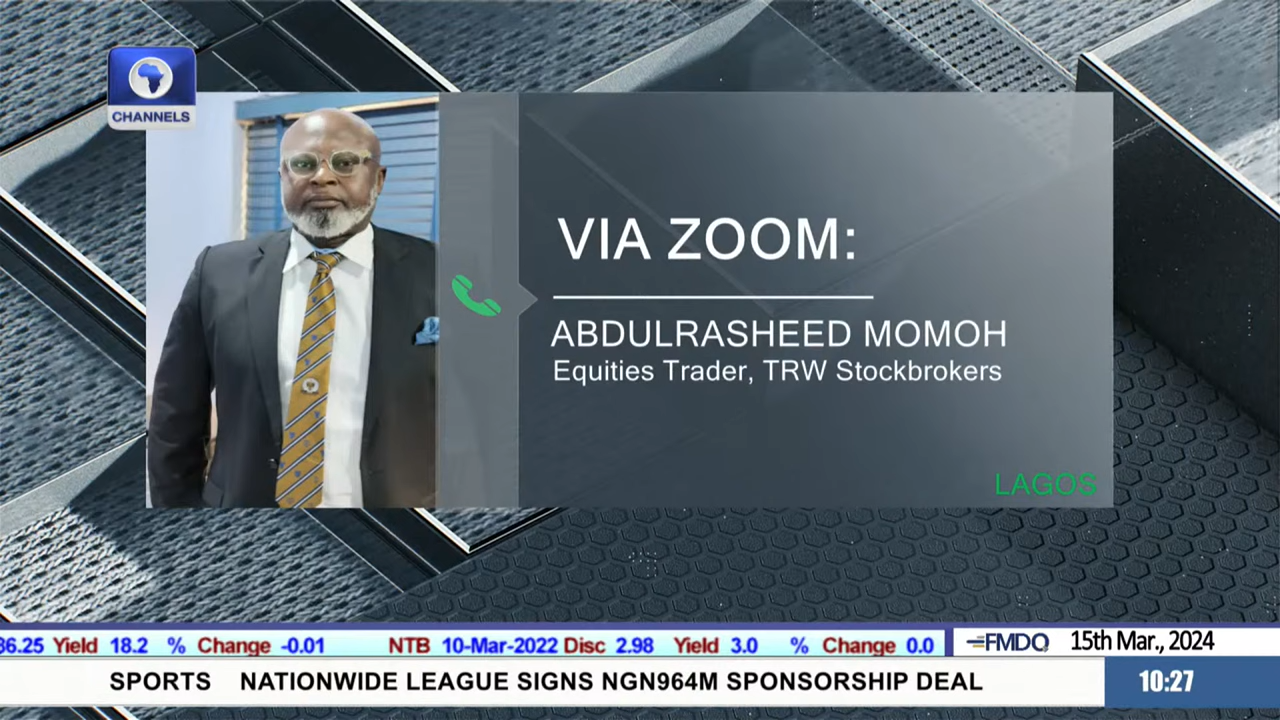 CHANNELS
VIA ZOOM:
ABDULRASHEED MOMOH
Equities Trader, TRW Stockbrokers
LAGOS
36.25 Yield 18.2 % Change -0.01 NTB 10-Mar-2022 Disc 2.98 Yield 3.0 % Change 0.0 FMDQ 15th Mar., 2024
SPORTS NATIONWIDE LEAGUE SIGNS NGN964M SPONSORSHIP DEAL 10:27